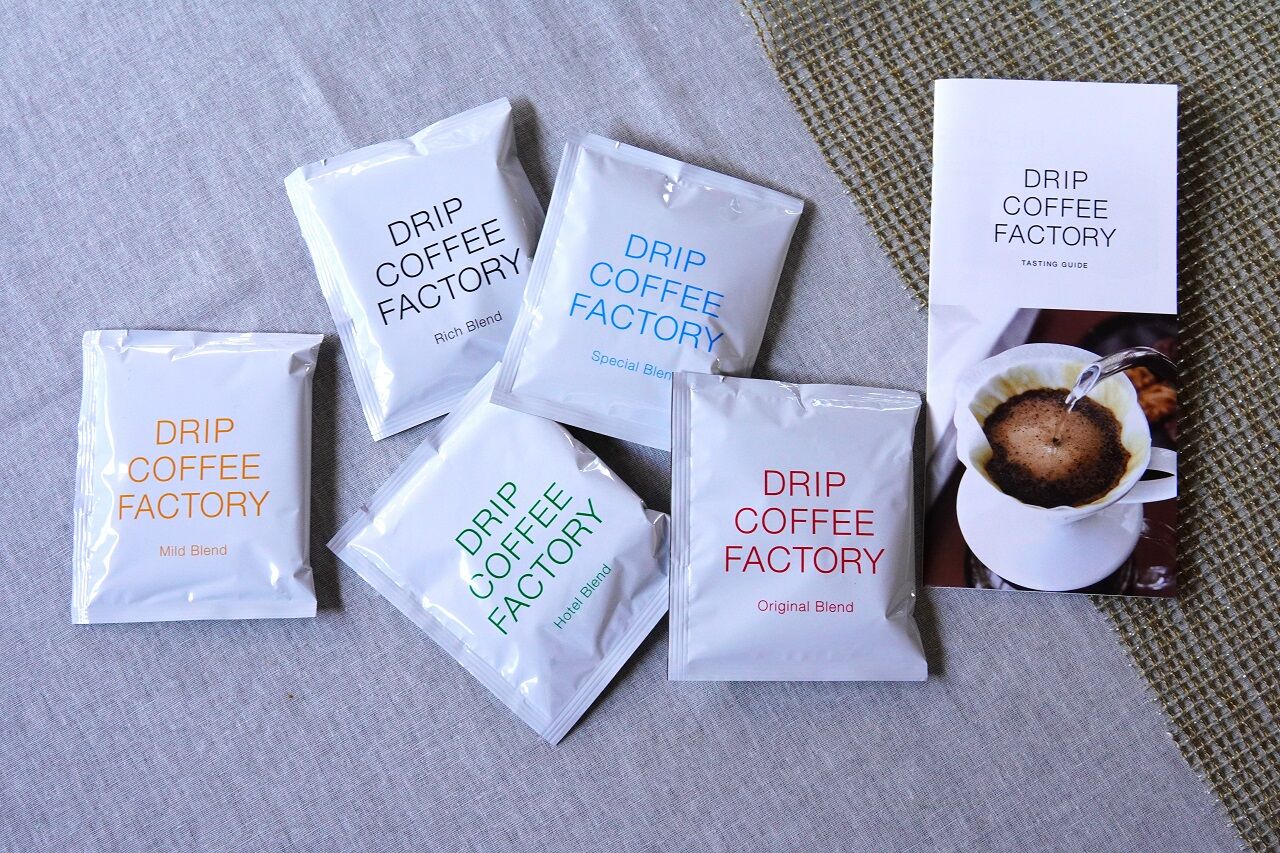 DRIP
COFFEE
FACTORY
Rich Blend
DRIP
COFFEE
FACTORY
Special Blen
DRIP
COFFEE
FACTORY
TASTING GUIDE
DRIP
COFFEE
FACTORY
Mild Blend
DRIP
COFFEE
FACTORY
Hotel Blend
DRIP
COFFEE
FACTORY
Original Blend